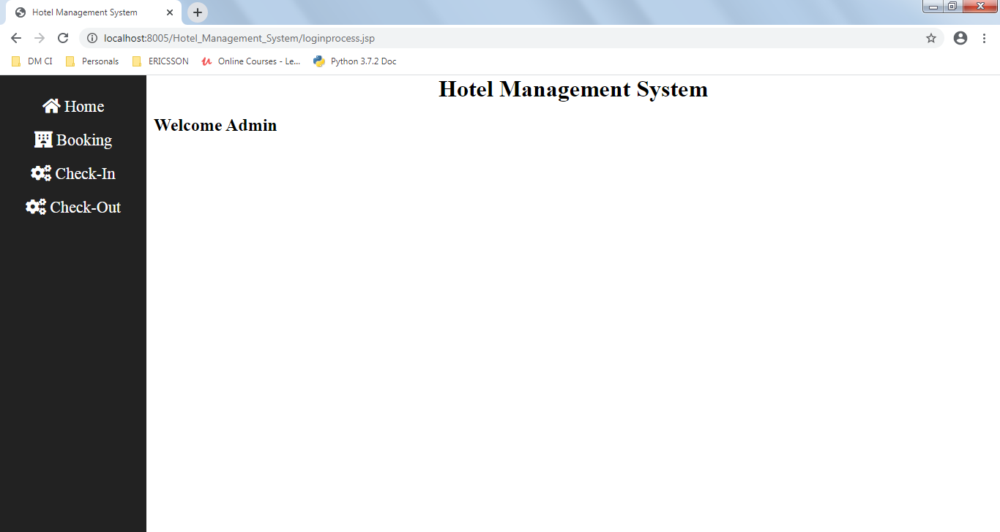 Hotel Management System
localhost:8005/Hotel_Management_System/loginprocess.jsp
DM CI Personals ERICSSON Online Courses - Le... Python 3.7.2 Doc
Home
Booking
Check-In
Check-Out
Hotel Management System
Welcome Admin